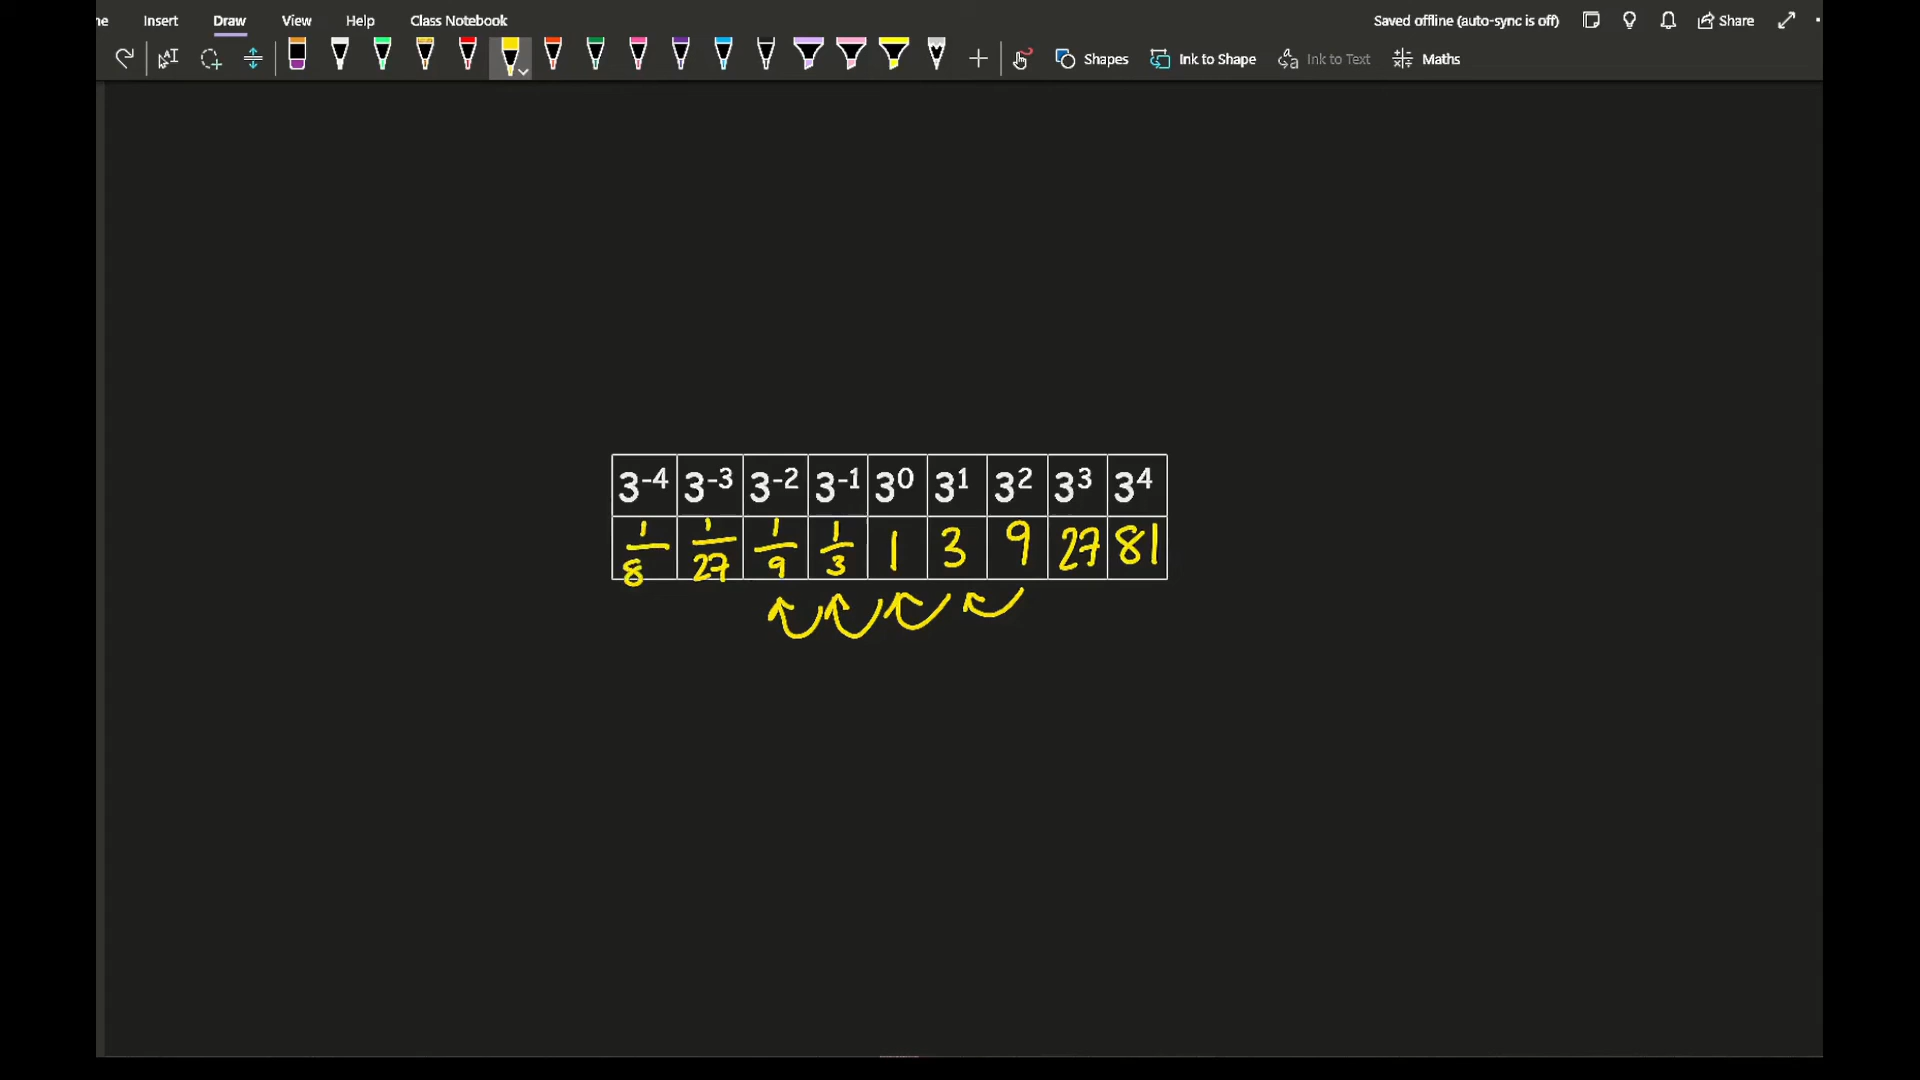 ne Insert Draw View Help Class Notebook Saved offline (auto-sync is off) Share
A Shapes Ink to Shape a Ink to Text Maths
3⁻⁴ 3⁻³ 3⁻² 3⁻¹ 3⁰ 3¹ 3² 3³ 3⁴
1/8 1/27 1/9 1/3 1 3 9 27 81